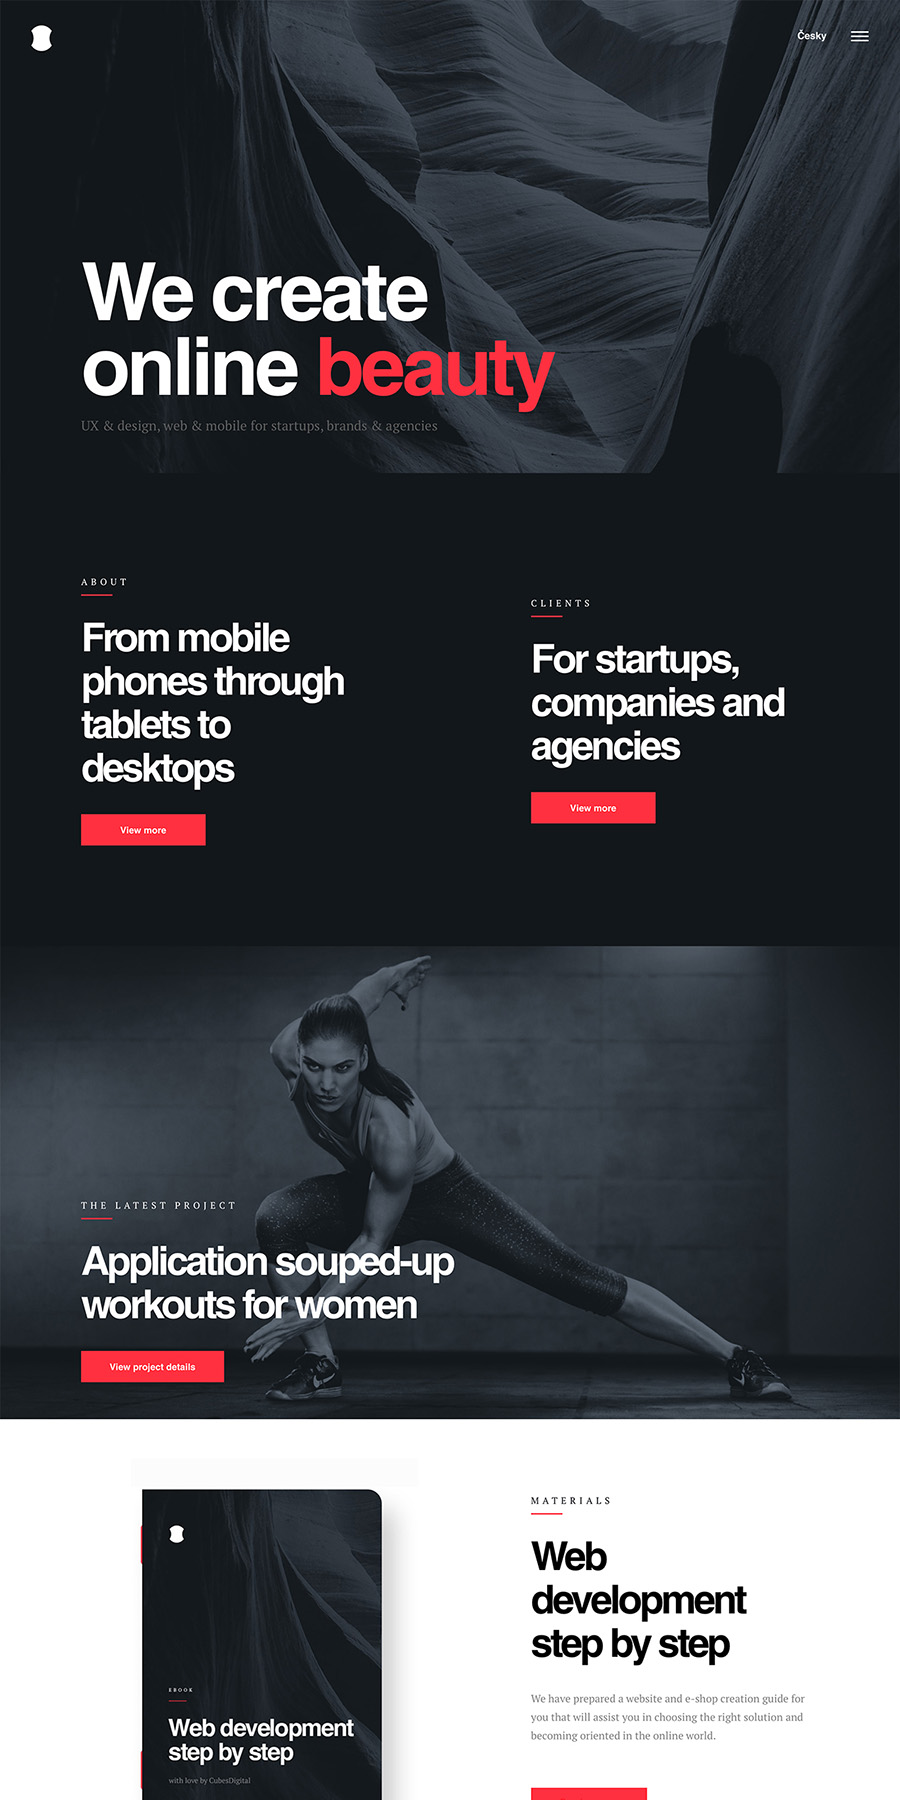 Česky
We create
online beauty
UX & design, web & mobile for startups, brands & agencies
ABOUT
From mobile
phones through
tablets to
desktops
View more
CLIENTS
For startups,
companies and
agencies
View more
THE LATEST PROJECT
Application souped-up
workouts for women
View project details
EBOOK
Web development
step by step
with love by CubesDigital
MATERIALS
Web
development
step by step
We have prepared a website and e-shop creation guide for
you that will assist you in choosing the right solution and
becoming oriented in the online world.